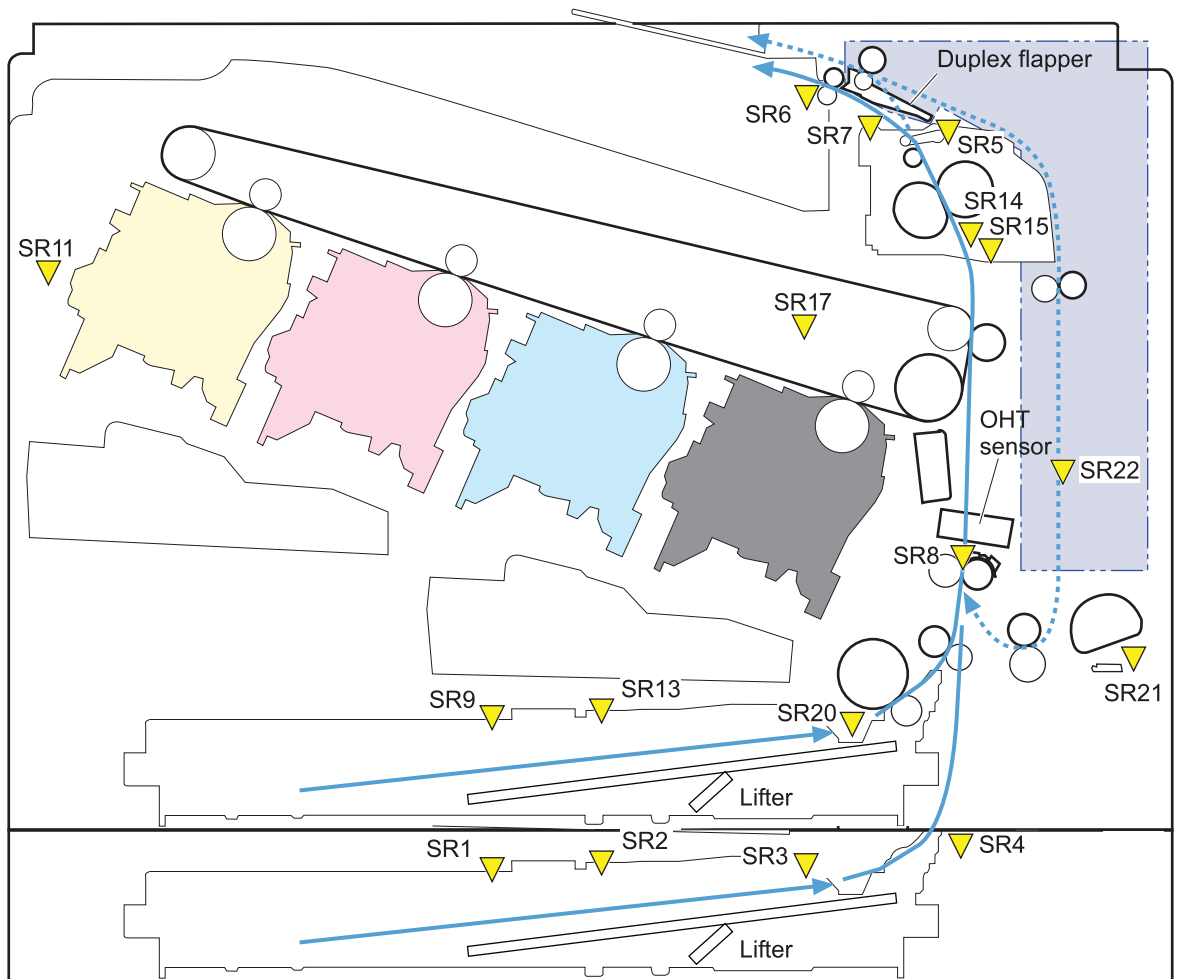 Duplex flapper
SR6
SR7
SR5
SR14
SR15
SR11
SR17
OHT
sensor
SR22
SR8
SR21
SR9
SR13
SR20
Lifter
SR1
SR2
SR3
SR4
Lifter